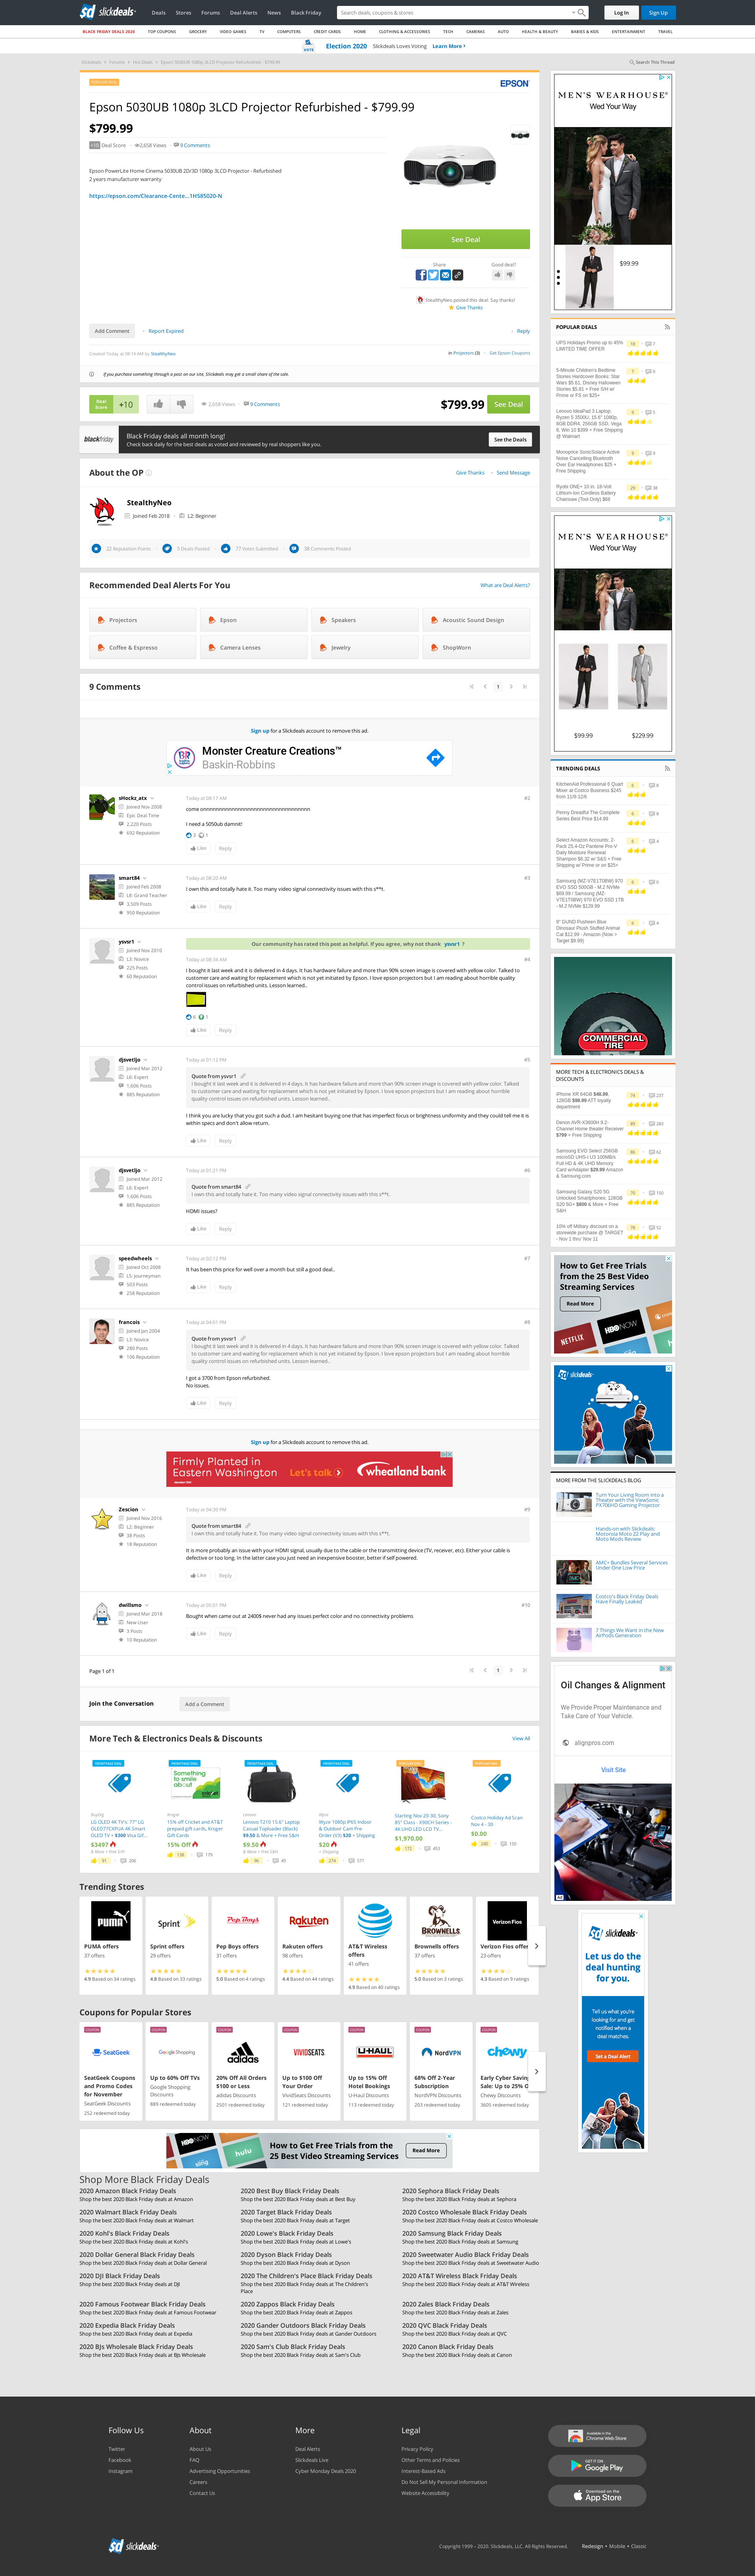 slickdeals
Deals
Stores
Forums
Deal Alerts
News
Black Friday
Search deals, coupons & stores
Log In
Sign Up
BLACK FRIDAY DEALS 2020
TOP COUPONS
GROCERY
VIDEO GAMES
TV
COMPUTERS
CREDIT CARDS
HOME
CLOTHING & ACCESSORIES
TECH
CAMERAS
AUTO
HEALTH & BEAUTY
BABIES & KIDS
ENTERTAINMENT
TRAVEL
VOTE
Election 2020 Slickdeals Loves Voting Learn More
Slickdeals
Forums
Hot Deals
Epson 5030UB 1080p 3LCD Projector Refurbished - $799.99
Search This Thread
EPSON
Epson 5030UB 1080p 3LCD Projector Refurbished - $799.99
$799.99
+10 Deal Score
2,658 Views
9 Comments
Epson PowerLite Home Cinema 5030UB 2D/3D 1080p 3LCD Projector - Refurbished
2 years manufacturer warranty
https://epson.com/Clearance-Cente...1H585020-N
See Deal
Share
Good deal?
StealthyNeo posted this deal. Say thanks!
Give Thanks
Add Comment
Report Expired
Reply
Created Today at 08:14 AM by StealthyNeo
in Projectors (3)
Get Epson Coupons
If you purchase something through a post on our site, Slickdeals may get a small share of the sale.
Deal Score +10
2,658 Views
9 Comments
$799.99
See Deal
blackfriday
Black Friday deals all month long!
Check back daily for the best deals as voted and reviewed by real shoppers like you.
See the Deals
About the OP
Give Thanks
Send Message
StealthyNeo
Joined Feb 2018
L2: Beginner
22 Reputation Points
5 Deals Posted
77 Votes Submitted
38 Comments Posted
Recommended Deal Alerts For You
What are Deal Alerts?
Projectors
Epson
Speakers
Acoustic Sound Design
Coffee & Espresso
Camera Lenses
Jewelry
ShopWorn
9 Comments
1
Sign up for a Slickdeals account to remove this ad.
BR
Monster Creature Creations™
Baskin-Robbins
sHockz_atx
Joined Nov 2008
Epic Deal Time
2,220 Posts
692 Reputation
Today at 08:17 AM
#2
I need a 5050ub damnit!
3
1
Like
Reply
smart84
Joined Feb 2008
L8: Grand Teacher
3,509 Posts
950 Reputation
Today at 08:20 AM
#3
I own this and totally hate it. Too many video signal connectivity issues with this s**t.
Like
Reply
ysvsr1
Joined Nov 2010
L3: Novice
225 Posts
60 Reputation
Our community has rated this post as helpful. If you agree, why not thank ysvsr1 ?
Today at 08:34 AM
#4
I bought it last week and it is delivered in 4 days. It has hardware failure and more than 90% screen image is covered with yellow color. Talked to
customer care and waiting for replacement which is not yet initiated by Epson. I love epson projectors but I am reading about horrible quality
control issues on refurbished units. Lesson learned..
6
1
Like
Reply
djsvetljo
Joined Mar 2012
L6: Expert
1,606 Posts
885 Reputation
Today at 01:12 PM
#5
Quote from ysvsr1
I bought it last week and it is delivered in 4 days. It has hardware failure and more than 90% screen image is covered with yellow color. Talked
to customer care and waiting for replacement which is not yet initiated by Epson. I love epson projectors but I am reading about horrible
quality control issues on refurbished units. Lesson learned..
I think you are lucky that you got such a dud. I am hesitant buying one that has imperfect focus or brightness uniformity and they could tell me it is
within specs and don't allow return.
Like
Reply
djsvetljo
Joined Mar 2012
L6: Expert
1,606 Posts
885 Reputation
Today at 01:21 PM
#6
Quote from smart84
I own this and totally hate it. Too many video signal connectivity issues with this s**t.
HDMI issues?
Like
Reply
speedwheels
Joined Oct 2008
L5: Journeyman
503 Posts
258 Reputation
Today at 02:12 PM
#7
It has been this price for well over a month but still a good deal..
Like
Reply
francois
Joined Jan 2004
L3: Novice
280 Posts
106 Reputation
Today at 04:01 PM
#8
Quote from ysvsr1
I bought it last week and it is delivered in 4 days. It has hardware failure and more than 90% screen image is covered with yellow color. Talked
to customer care and waiting for replacement which is not yet initiated by Epson. I love epson projectors but I am reading about horrible
quality control issues on refurbished units. Lesson learned..
I got a 3700 from Epson refurbished.
No issues.
Like
Reply
Sign up for a Slickdeals account to remove this ad.
Firmly Planted in
Eastern Washington
Let's talk
wheatland bank
Zescion
Joined Nov 2016
L2: Beginner
38 Posts
18 Reputation
Today at 04:30 PM
#9
Quote from smart84
I own this and totally hate it. Too many video signal connectivity issues with this s**t.
It is more probably an issue with your HDMI signal, usually due to the cable or the transmitting device (TV, receiver, etc). Either your cable is
defective or too long. In the latter case you just need an inexpensive booster, better if self powered.
Like
Reply
dwillsmo
Joined Mar 2018
New User
3 Posts
10 Reputation
Today at 05:01 PM
#10
Bought when came out at 2400$ never had any issues perfect color and no connectivity problems
Like
Reply
Page 1 of 1
1
Join the Conversation
Add a Comment
More Tech & Electronics Deals & Discounts
View All
BuyDig
LG OLED 4K TV's: 77" LG
OLED77CXPUA 4K Smart
OLED TV + $300 Visa Gif...
$3497
Kroger
15% off Cricket and AT&T
prepaid gift cards, Kroger
Gift Cards
15% Off
Lenovo
Lenovo T210 15.6" Laptop
Casual Toploader (Black)
$9.50 & More + Free S&H
$9.50
Wyze
Wyze 1080p IP65 Indoor
& Outdoor Cam Pre-
Order (V3) $20 + Shipping
$20
Starting Nov 20-30, Sony
85" Class - X90CH Series -
4K UHD LED LCD TV...
$1,970.00
Costco Holiday Ad Scan
Nov 4 - 30
$0.00
Trending Stores
PUMA offers
37 offers
4.9 Based on 34 ratings
Sprint offers
29 offers
4.8 Based on 33 ratings
Pep Boys offers
31 offers
5.0 Based on 4 ratings
Rakuten offers
98 offers
4.4 Based on 44 ratings
AT&T Wireless
offers
41 offers
4.9 Based on 40 ratings
Brownells offers
37 offers
5.0 Based on 3 ratings
Verizon Fios offers
23 offers
4.3 Based on 9 ratings
Coupons for Popular Stores
SeatGeek Coupons
and Promo Codes
for November
SeatGeek Discounts
252 redeemed today
Up to 60% Off TVs
Google Shopping
Discounts
889 redeemed today
20% Off All Orders
$100 or Less
adidas Discounts
2501 redeemed today
Up to $100 Off
Your Order
VividSeats Discounts
121 redeemed today
Up to 15% Off
Hotel Bookings
U-Haul Discounts
113 redeemed today
68% Off 2-Year
Subscription
NordVPN Discounts
203 redeemed today
Early Cyber Saving
Sale: Up to 25% O
Chewy Discounts
3605 redeemed today
HBO NOW
hulu
sling
How to Get Free Trials from the
25 Best Video Streaming Services
Read More
Shop More Black Friday Deals
2020 Amazon Black Friday Deals
Shop the best 2020 Black Friday deals at Amazon
2020 Best Buy Black Friday Deals
Shop the best 2020 Black Friday deals at Best Buy
2020 Sephora Black Friday Deals
Shop the best 2020 Black Friday deals at Sephora
2020 Walmart Black Friday Deals
Shop the best 2020 Black Friday deals at Walmart
2020 Target Black Friday Deals
Shop the best 2020 Black Friday deals at Target
2020 Costco Wholesale Black Friday Deals
Shop the best 2020 Black Friday deals at Costco Wholesale
2020 Kohl's Black Friday Deals
Shop the best 2020 Black Friday deals at Kohl's
2020 Lowe's Black Friday Deals
Shop the best 2020 Black Friday deals at Lowe's
2020 Samsung Black Friday Deals
Shop the best 2020 Black Friday deals at Samsung
2020 Dollar General Black Friday Deals
Shop the best 2020 Black Friday deals at Dollar General
2020 Dyson Black Friday Deals
Shop the best 2020 Black Friday deals at Dyson
2020 Sweetwater Audio Black Friday Deals
Shop the best 2020 Black Friday deals at Sweetwater Audio
2020 DJI Black Friday Deals
Shop the best 2020 Black Friday deals at DJI
2020 The Children's Place Black Friday Deals
Shop the best 2020 Black Friday deals at The Children's
Place
2020 AT&T Wireless Black Friday Deals
Shop the best 2020 Black Friday deals at AT&T Wireless
2020 Famous Footwear Black Friday Deals
Shop the best 2020 Black Friday deals at Famous Footwear
2020 Zappos Black Friday Deals
Shop the best 2020 Black Friday deals at Zappos
2020 Zales Black Friday Deals
Shop the best 2020 Black Friday deals at Zales
2020 Expedia Black Friday Deals
Shop the best 2020 Black Friday deals at Expedia
2020 Gander Outdoors Black Friday Deals
Shop the best 2020 Black Friday deals at Gander Outdoors
2020 QVC Black Friday Deals
Shop the best 2020 Black Friday deals at QVC
2020 BJs Wholesale Black Friday Deals
Shop the best 2020 Black Friday deals at BJs Wholesale
2020 Sam's Club Black Friday Deals
Shop the best 2020 Black Friday deals at Sam's Club
2020 Canon Black Friday Deals
Shop the best 2020 Black Friday deals at Canon
MEN'S WEARHOUSE
Wed Your Way
$99.99
POPULAR DEALS
UPS Holidays Promo up to 45%
LIMITED TIME OFFER
5-Minute Children's Bedtime
Stories Hardcover Books: Star
Wars $5.61, Disney Halloween
Stories $5.81 + Free S/H w/
Prime or FS on $25+
Lenovo IdeaPad 3 Laptop:
Ryzen 5 3500U, 15.6" 1080p,
8GB DDR4, 256GB SSD, Vega
8, Win 10 $399 + Free Shipping
@ Walmart
Monoprice SonicSolace Active
Noise Cancelling Bluetooth
Over Ear Headphones $25 +
Free Shipping
Ryobi ONE+ 10 in. 18-Volt
Lithium-Ion Cordless Battery
Chainsaw (Tool Only) $68
MEN'S WEARHOUSE
Wed Your Way
$99.99
$229.99
TRENDING DEALS
KitchenAid Professional 6 Quart
Mixer at Costco Business $245
from 11/9-12/6
Penny Dreadful The Complete
Series Best Price $14.99
Select Amazon Accounts: 2-
Pack 25.4-Oz Pantene Pro-V
Daily Moisture Renewal
Shampoo $6.32 w/ S&S + Free
Shipping w/ Prime or on $25+
Samsung (MZ-V7E1T0BW) 970
EVO SSD 500GB - M.2 NVMe
$69.99 / Samsung (MZ-
V7E1T0BW) 970 EVO SSD 1TB
- M.2 NVMe $129.99
9" GUND Pusheen Blue
Dinosaur Plush Stuffed Animal
Cat $12.99 - Amazon (Now >
Target $9.99)
COMMERCIAL
TIRE
MORE TECH & ELECTRONICS DEALS &
DISCOUNTS
iPhone XR 64GB $48.99,
128GB $98.99 ATT loyalty
department
Denon AVR-X3600H 9.2-
Channel Home theater Receiver
$799 + Free Shipping
Samsung EVO Select 256GB
microSD UHS-I U3 100MB/s
Full HD & 4K UHD Memory
Card w/Adapter $29.99 Amazon
& Samsung.com
Samsung Galaxy S20 5G
Unlocked Smartphones: 128GB
S20 5G+ $800 & More + Free
S&H
10% off Military discount on a
storewide purchase @ TARGET
- Nov 1 thru' Nov 11
How to Get Free Trials
from the 25 Best Video
Streaming Services
Read More
NETFLIX
HBO NOW
hulu
slickdeals
MORE FROM THE SLICKDEALS BLOG
Turn Your Living Room into a
Theater with the ViewSonic
PX706HD Gaming Projector
Hands-on with Slickdeals:
Motorola Moto Z2 Play and
Moto Mods Review
AMC+ Bundles Several Services
Under One Low Price
Costco's Black Friday Deals
Have Finally Leaked
7 Things We Want in the New
AirPods Generation
Oil Changes & Alignment
We Provide Proper Maintenance and
Take Care of Your Vehicle.
alignpros.com
Visit Site
Ad
slickdeals
Let us do the
deal hunting
for you.
Tell us what you're
looking for and get
notified when a
deal matches.
Set a Deal Alert
Follow Us
Twitter
Facebook
Instagram
About
About Us
FAQ
Advertising Opportunities
Careers
Contact Us
More
Deal Alerts
Slickdeals Live
Cyber Monday Deals 2020
Legal
Privacy Policy
Other Terms and Policies
Interest-Based Ads
Do Not Sell My Personal Information
Website Accessibility
Available in the
Chrome Web Store
GET IT ON
Google Play
Download on the
App Store
slickdeals
Copyright 1999 - 2020. Slickdeals, LLC. All Rights Reserved.
Redesign • Mobile • Classic